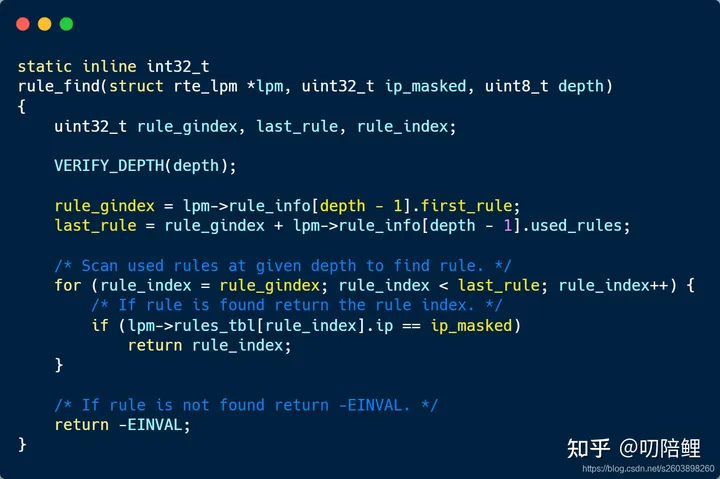 static inline int32_t
rule_find(struct rte_lpm *lpm, uint32_t ip_masked, uint8_t depth)
{
    uint32_t rule_gindex, last_rule, rule_index;

    VERIFY_DEPTH(depth);

    rule_gindex = lpm->rule_info[depth - 1].first_rule;
    last_rule = rule_gindex + lpm->rule_info[depth - 1].used_rules;

    /* Scan used rules at given depth to find rule. */
    for (rule_index = rule_gindex; rule_index < last_rule; rule_index++) {
        /* If rule is found return the rule index. */
        if (lpm->rules_tbl[rule_index].ip == ip_masked)
            return rule_index;
    }

    /* If rule is not found return -EINVAL. */
    return -EINVAL;
}
知乎 @叨陪鲤
https://blog.csdn.net/s2603898260